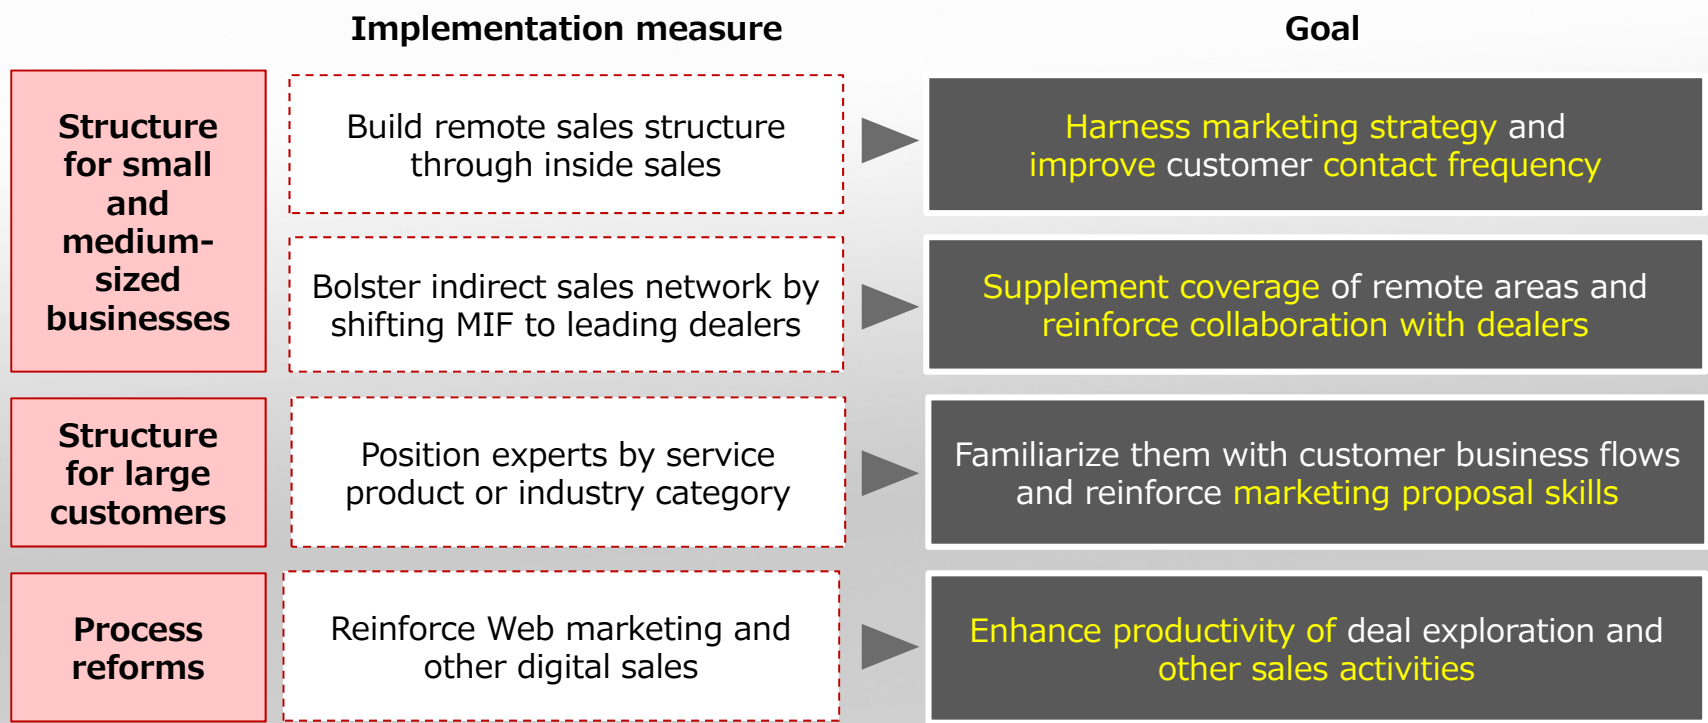 Implementation measure
Goal
Structure
for small
and
medium-
sized
businesses
Build remote sales structure
through inside sales
Harness marketing strategy and
improve customer contact frequency
Bolster indirect sales network by
shifting MIF to leading dealers
Supplement coverage of remote areas and
reinforce collaboration with dealers
Structure
for large
customers
Position experts by service
product or industry category
Familiarize them with customer business flows
and reinforce marketing proposal skills
Process
reforms
Reinforce Web marketing and
other digital sales
Enhance productivity of deal exploration and
other sales activities